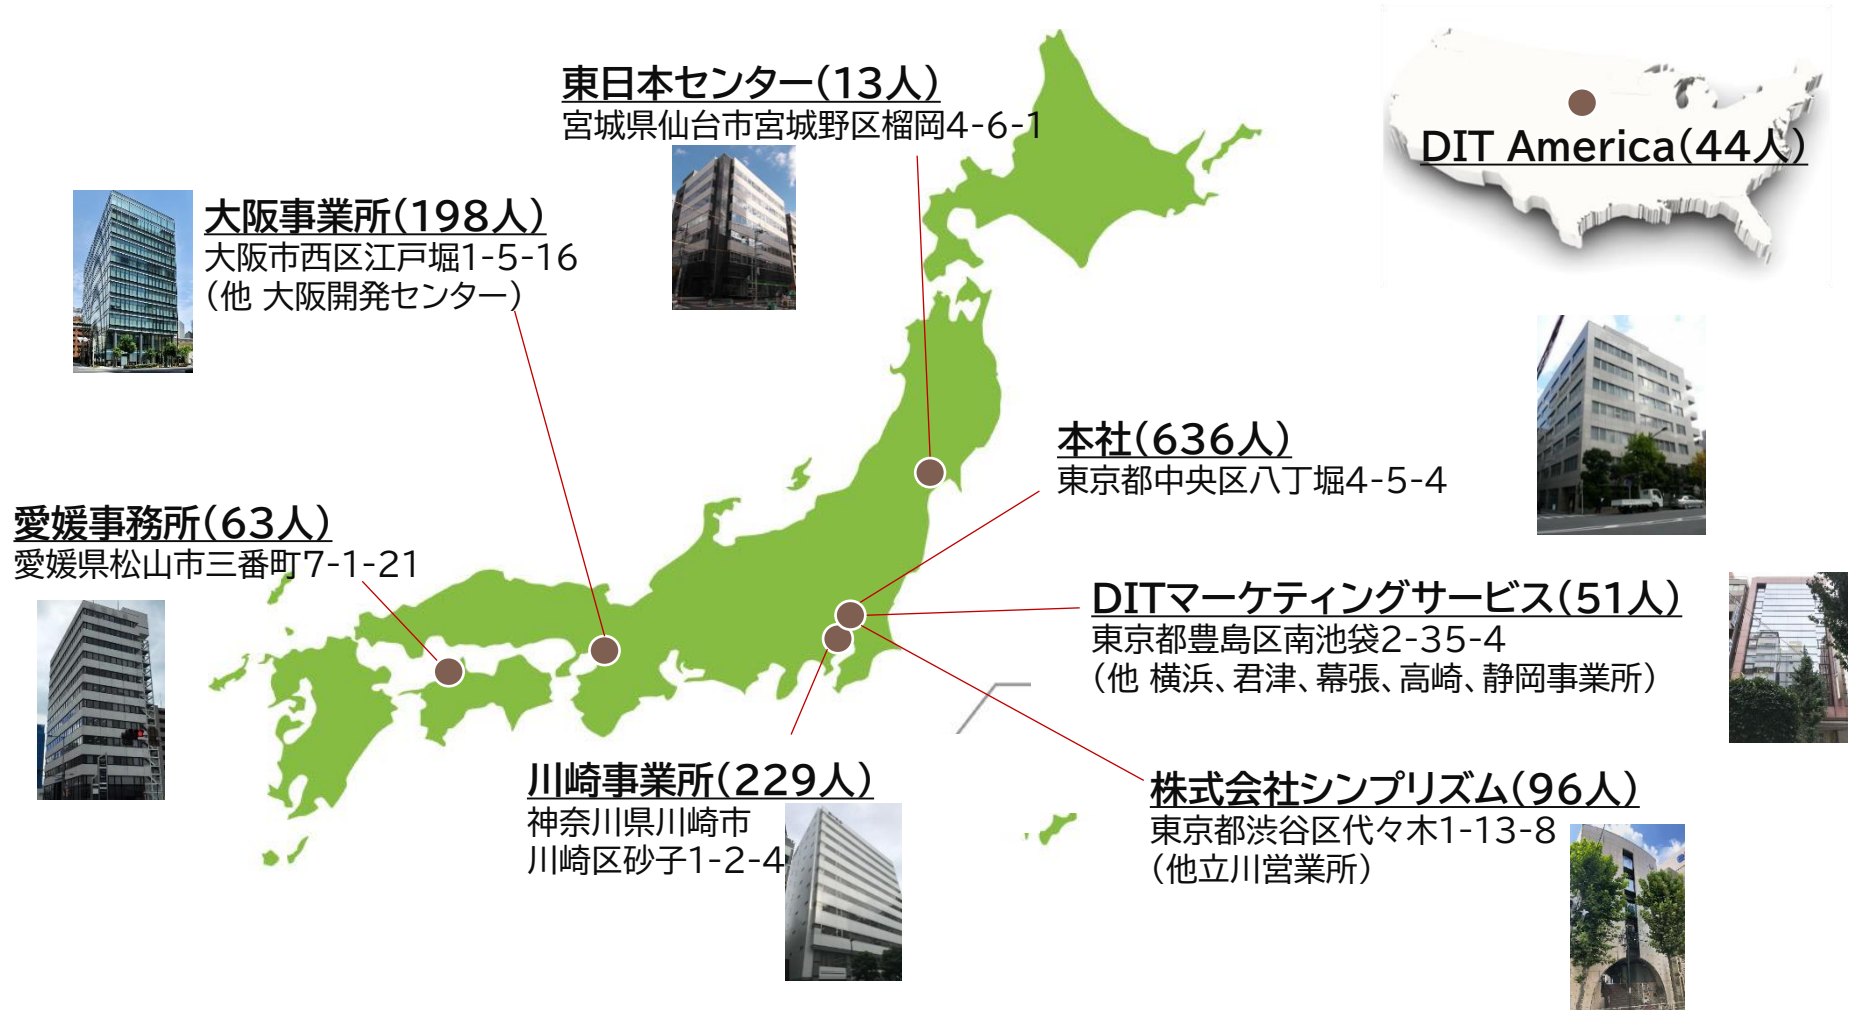 東日本センター(13人)
宮城県仙台市宮城野区榴岡4-6-1
DIT America(44人)
大阪事業所(198人)
大阪市西区江戸堀1-5-16
(他 大阪開発センター)
本社(636人)
東京都中央区八丁堀4-5-4
愛媛事務所(63人)
愛媛県松山市三番町7-1-21
DITマーケティングサービス(51人)
東京都豊島区南池袋2-35-4
(他 横浜、君津、幕張、高崎、静岡事業所)
川崎事業所(229人)
神奈川県川崎市
川崎区砂子1-2-4
株式会社シンプリズム(96人)
東京都渋谷区代々木1-13-8
(他立川営業所)